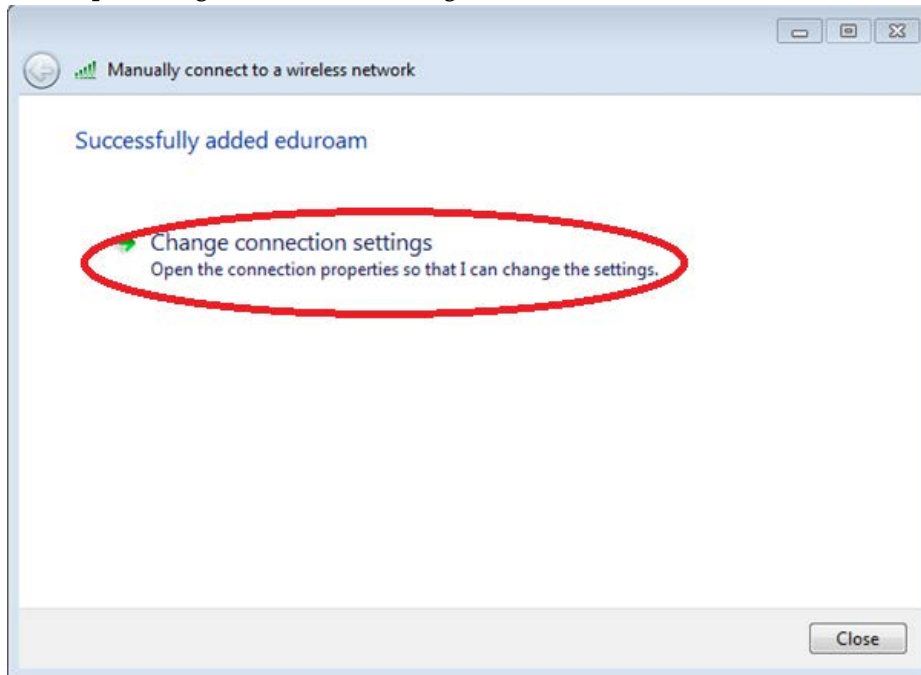 Manually connect to a wireless network
Successfully added eduroam
Change connection settings
Open the connection properties so that I can change the settings.
Close